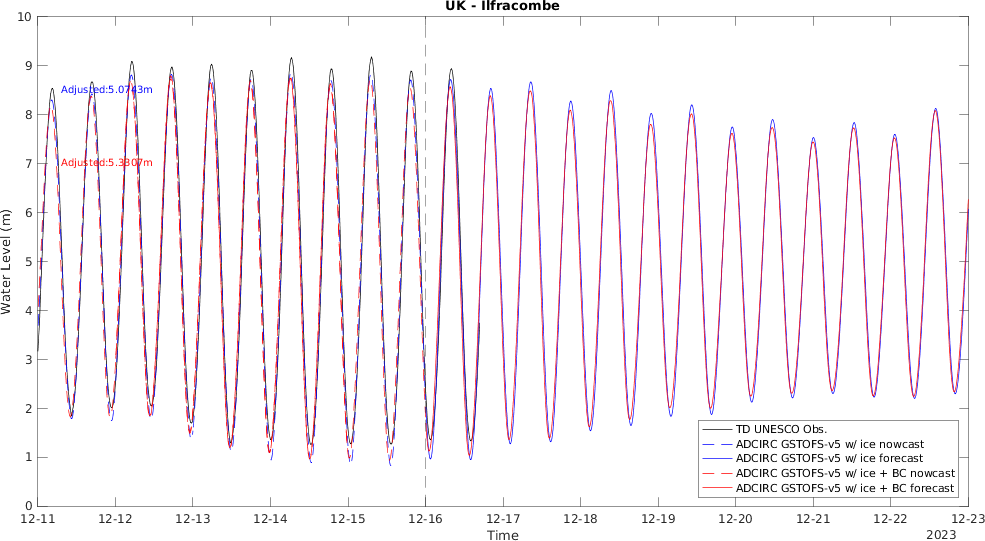 UK - Ilfracombe
Water Level (m)
10
9
8
7
6
5
4
3
2
1
0
Adjusted:5.0743m
Adjusted:5.3307m
TD UNESCO Obs.
ADCIRC GSTOFS-v5 w/ ice nowcast
ADCIRC GSTOFS-v5 w/ ice forecast
ADCIRC GSTOFS-v5 w/ ice + BC nowcast
ADCIRC GSTOFS-v5 w/ ice + BC forecast
12-11 12-12 12-13 12-14 12-15 12-16 12-17 12-18 12-19 12-20 12-21 12-22 12-23
Time
2023